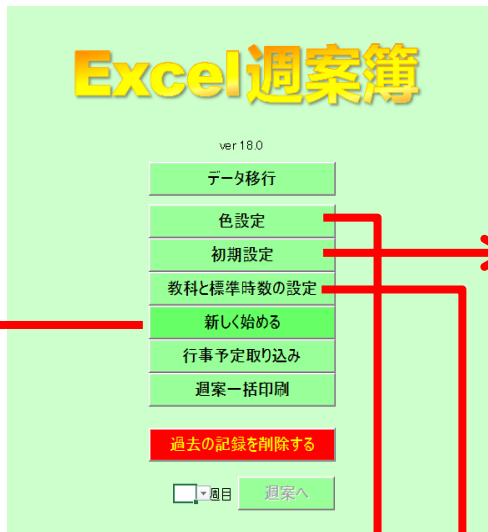 Excel週案簿
ver 18.0
データ移行
色設定
初期設定
教科と標準時数の設定
新しく始める
行事予定取り込み
週案一括印刷
過去の記録を削除する
週目 週案へ